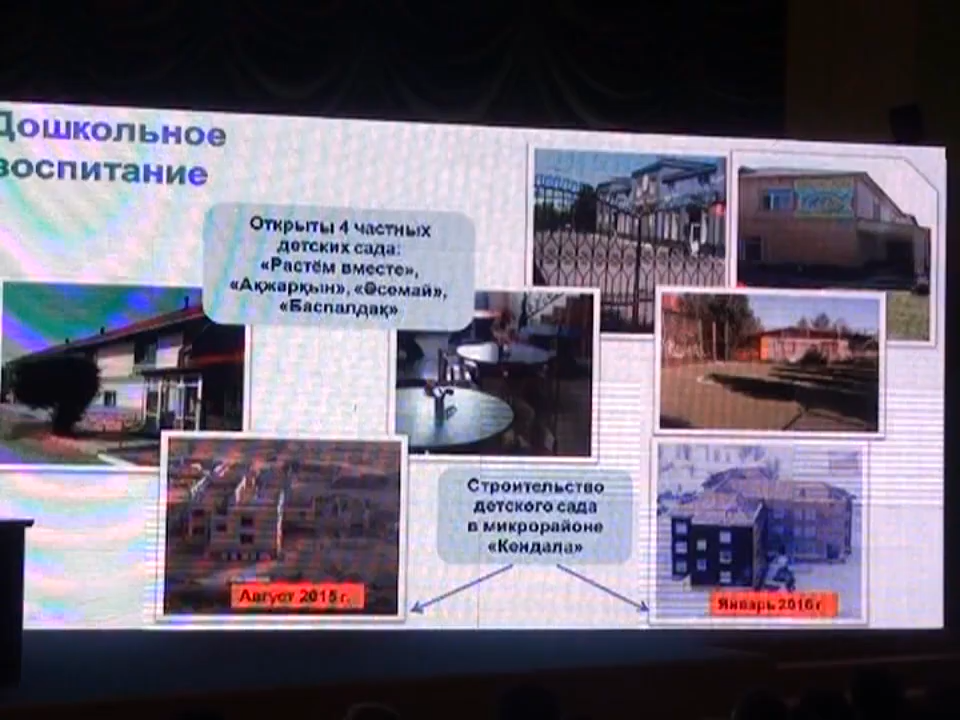 Дошкольное
воспитание
Открыты 4 частных
детских сада:
«Растём вместе»,
«Ақжарқын», «Әсемай»,
«Баспалдақ»
Строительство
детского сада
в микрорайоне
«Кендала»
Август 2015 г.
Январь 2016 г.